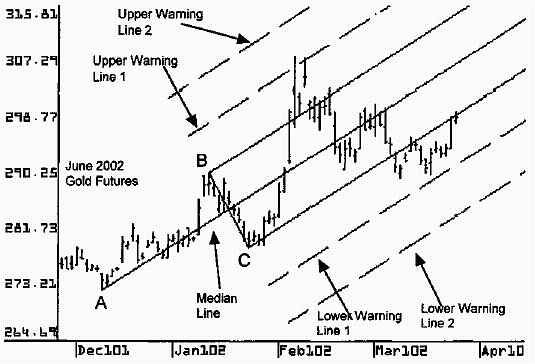 315.81
307.29
298.77
290.25
281.73
273.21
264.69
Upper Warning
Line 2
Upper Warning
Line 1
June 2002
Gold Futures
B
A
C
Median
Line
Lower Warning
Line 1
Lower Warning
Line 2
Dec101
Jan102
Feb102
Mar102
Apr10